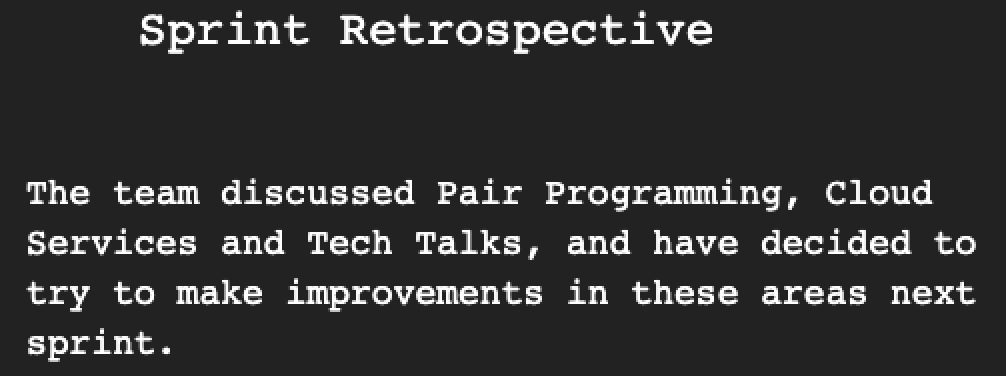 Sprint Retrospective
The team discussed Pair Programming, Cloud
Services and Tech Talks, and have decided to
try to make improvements in these areas next
sprint.